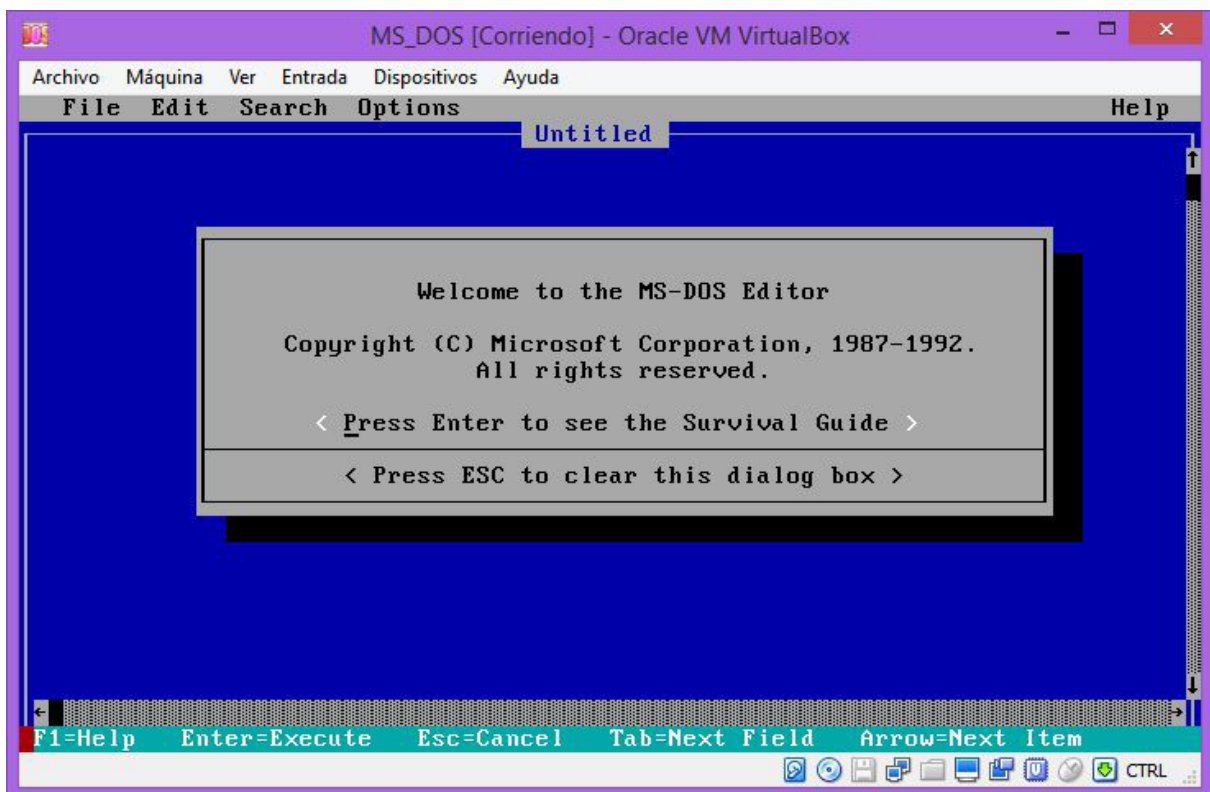 MS_DOS [Corriendo] - Oracle VM VirtualBox
Archivo Máquina Ver Entrada Dispositivos Ayuda
File Edit Search Options Help
Untitled
Welcome to the MS-DOS Editor
Copyright (C) Microsoft Corporation, 1987-1992.
All rights reserved.
< Press Enter to see the Survival Guide >
< Press ESC to clear this dialog box >
F1=Help Enter=Execute Esc=Cancel Tab=Next Field Arrow=Next Item
CTRL